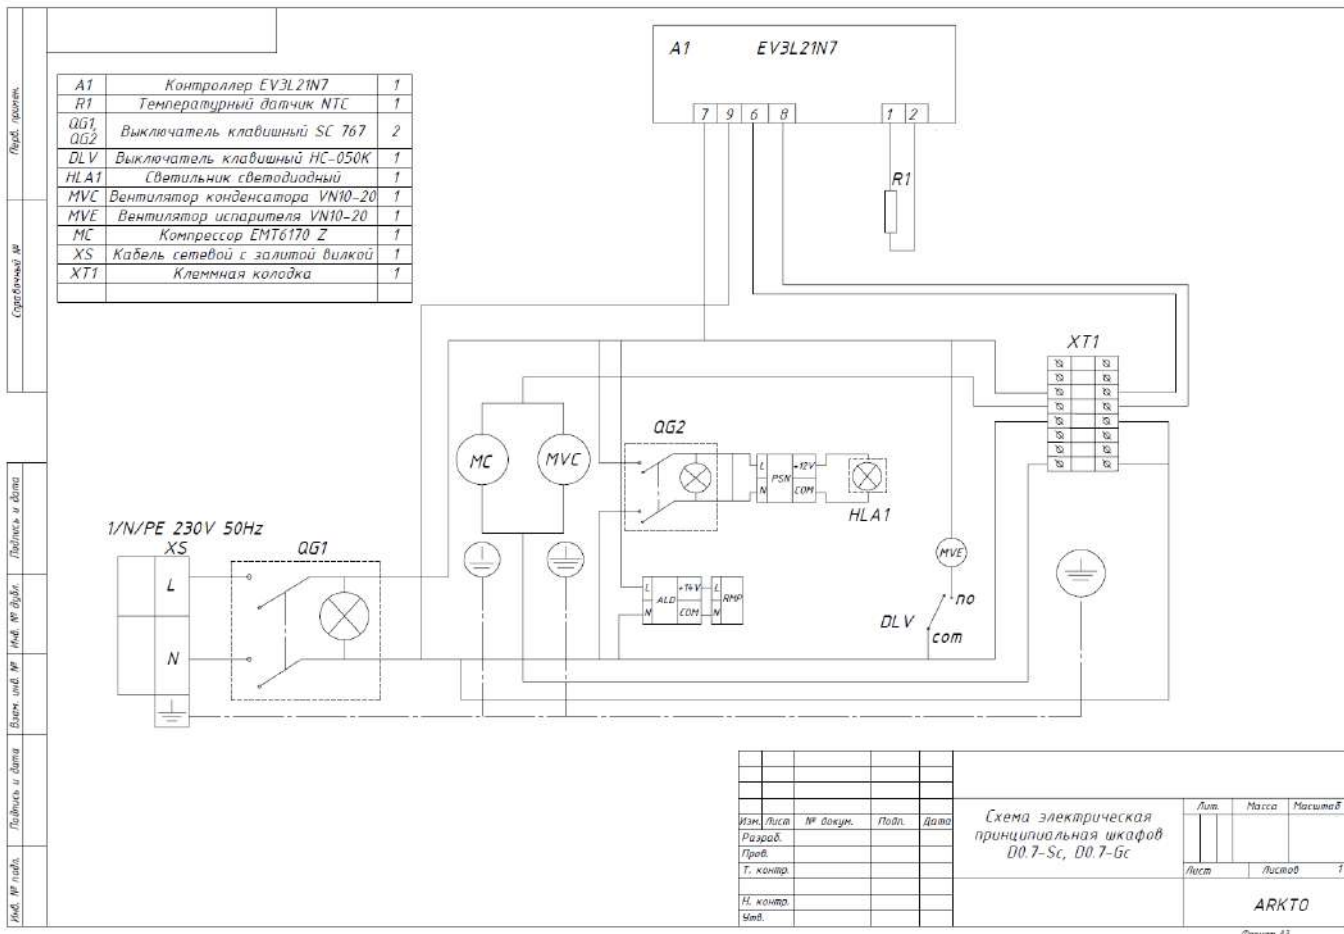 A1 Контроллер EV3L21N7 1
R1 Температурный датчик NTC 1
QG1, QG2 Выключатель клавишный SC 767 2
DLV Выключатель клавишный HC-050K 1
HLA1 Светильник светодиодный 1
MVC Вентилятор конденсатора VN10-20 1
MVE Вентилятор испарителя VN10-20 1
MC Компрессор EMT6170 Z 1
XS Кабель сетевой с залитой вилкой 1
XT1 Клеммная колодка 1
A1 EV3L21N7
7 9 6 8 1 2
R1
XT1
QG2
MC MVC
L +12V
PSN
N COM
HLA1
1/N/PE 230V 50Hz
XS QG1
L
N
MVE
L +14V L
ALD RMP
N COM N
no
DLV
com
Перв. примен.
Справочный №
Подпись и дата
Инв. № дубл.
Взам. инв. №
Подпись и дата
Инв. № подл.
Изм. Лист № докум. Подп. Дата
Разраб.
Пров.
Т. контр.
Н. контр.
Утв.
Схема электрическая
принципиальная шкафов
D0.7-Sc, D0.7-Gc
Лит. Масса Масштаб
Лист Листов 1
ARKTO
Формат A3